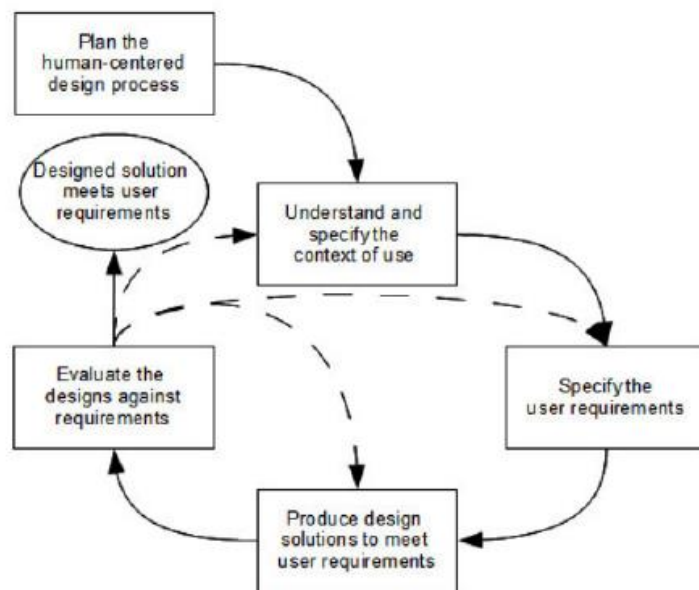 Plan the
human-centered
design process
Designed solution
meets user
requirements
Understand and
specify the
context of use
Evaluate the
designs against
requirements
Specify the
user requirements
Produce design
solutions to meet
user requirements